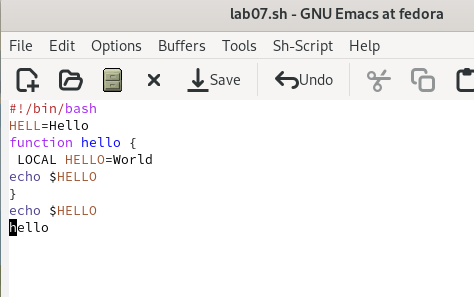 lab07.sh - GNU Emacs at fedora
File Edit Options Buffers Tools Sh-Script Help
Save Undo
#!/bin/bash
HELL=Hello
function hello {
 LOCAL HELLO=World
echo $HELLO
}
echo $HELLO
hello